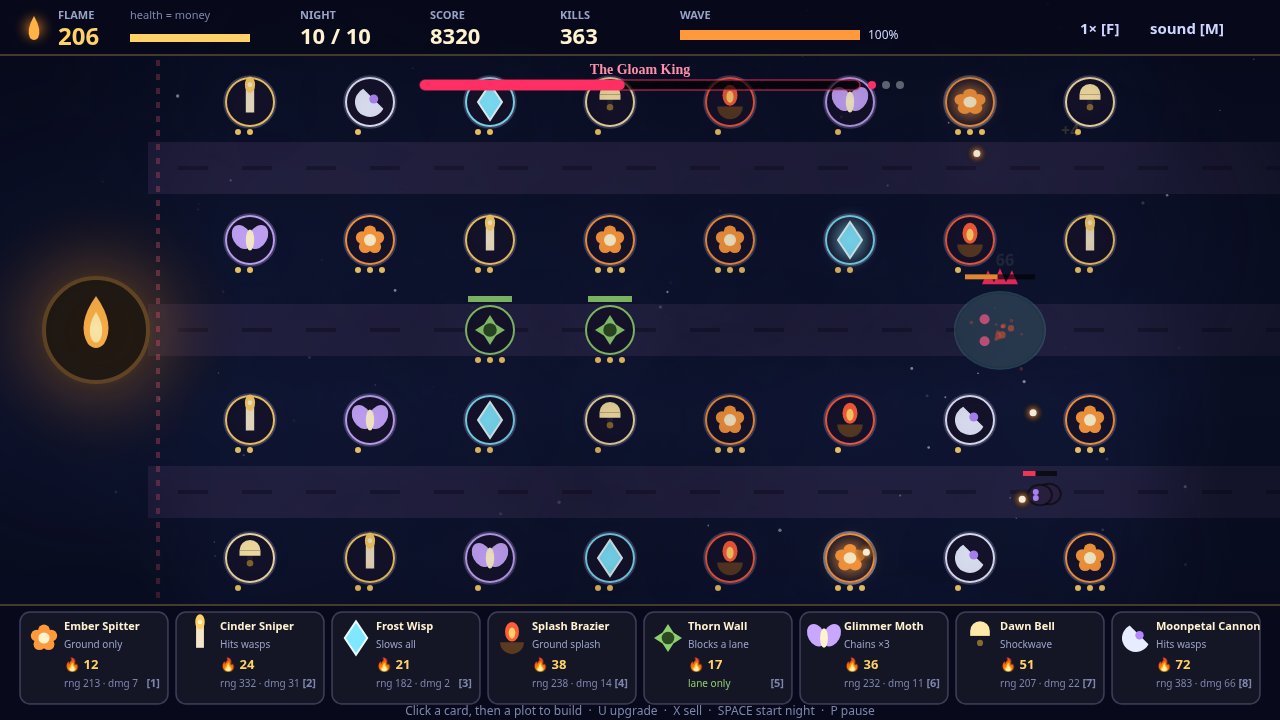 FLAME
206
health = money
NIGHT
10 / 10
SCORE
8320
KILLS
363
WAVE
100%
1× [F]
sound [M]
The Gloam King
66
Ember Spitter
Ground only
🔥 12
rng 213 · dmg 7 [1]
Cinder Sniper
Hits wasps
🔥 24
rng 332 · dmg 31 [2]
Frost Wisp
Slows all
🔥 21
rng 182 · dmg 2 [3]
Splash Brazier
Ground splash
🔥 38
rng 238 · dmg 14 [4]
Thorn Wall
Blocks a lane
🔥 17
lane only [5]
Glimmer Moth
Chains ×3
🔥 36
rng 232 · dmg 11 [6]
Dawn Bell
Shockwave
🔥 51
rng 207 · dmg 22 [7]
Moonpetal Cannon
Hits wasps
🔥 72
rng 383 · dmg 66 [8]
Click a card, then a plot to build · U upgrade · X sell · SPACE start night · P pause